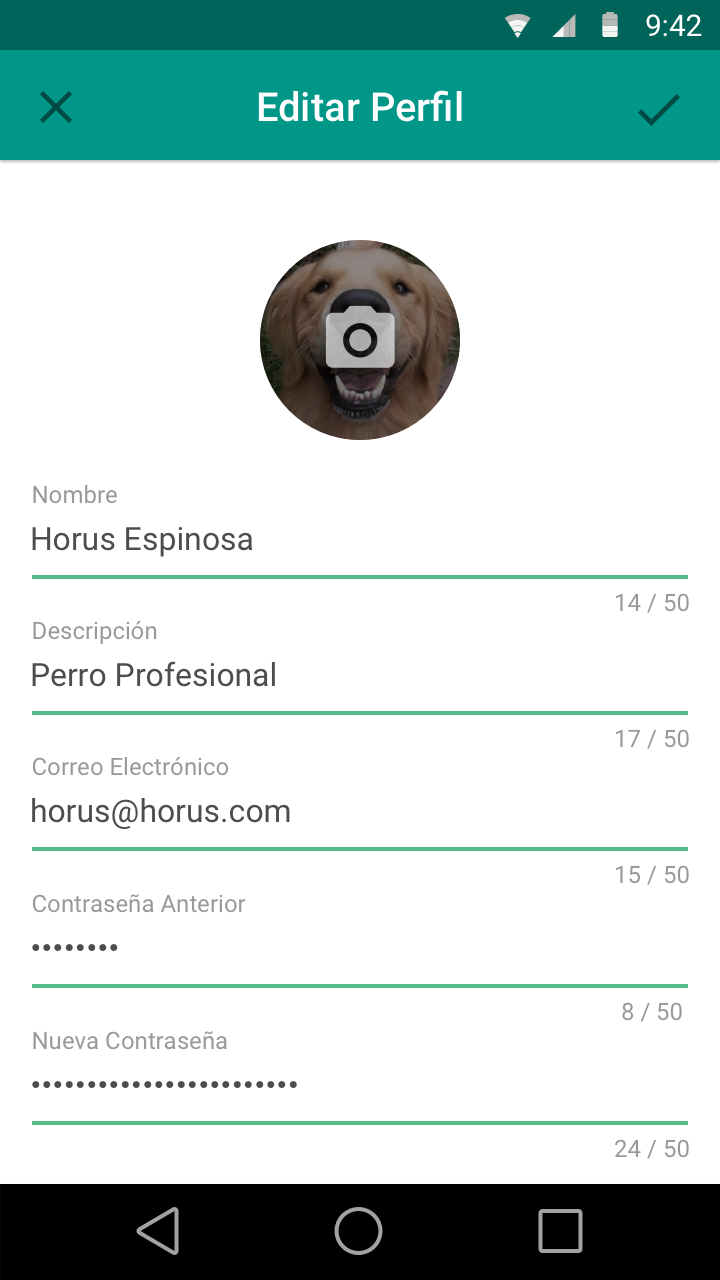 9:42
Editar Perfil
Nombre
Horus Espinosa
14 / 50
Descripción
Perro Profesional
17 / 50
Correo Electrónico
horus@horus.com
15 / 50
Contraseña Anterior
••••••••
8 / 50
Nueva Contraseña
••••••••••••••••••••••••
24 / 50